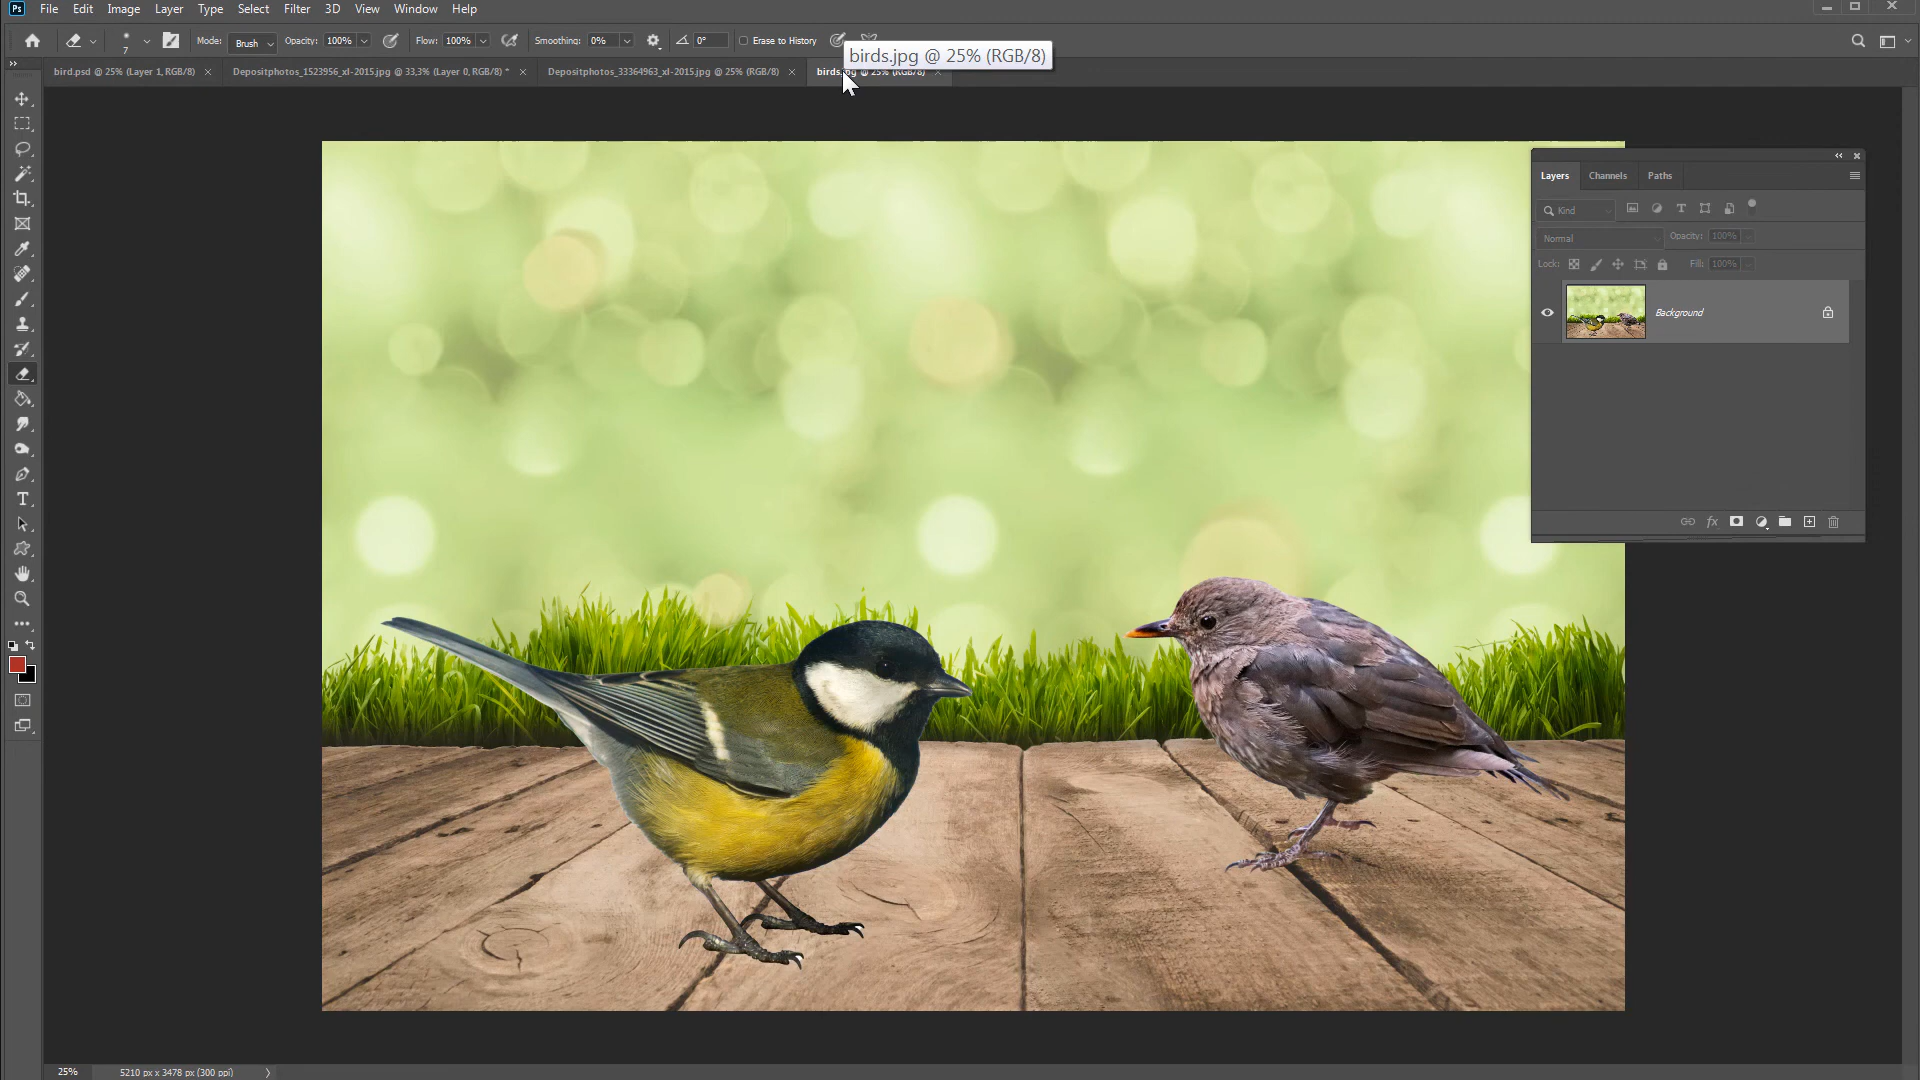 Ps File Edit Image Layer Type Select Filter 3D View Window Help
7 Mode: Brush Opacity: 100% Flow: 100% Smoothing: 0% 0° Erase to History
birds.jpg @ 25% (RGB/8)
bird.psd @ 25% (Layer 1, RGB/8) Depositphotos_1523956_xl-2015.jpg @ 33,3% (Layer 0, RGB/8) * Depositphotos_33364963_xl-2015.jpg @ 25% (RGB/8) birds.jpg @ 25% (RGB/8)
Layers Channels Paths
Kind
Normal Opacity: 100%
Lock: Fill: 100%
Background
25% 5210 px x 3478 px (300 ppi)